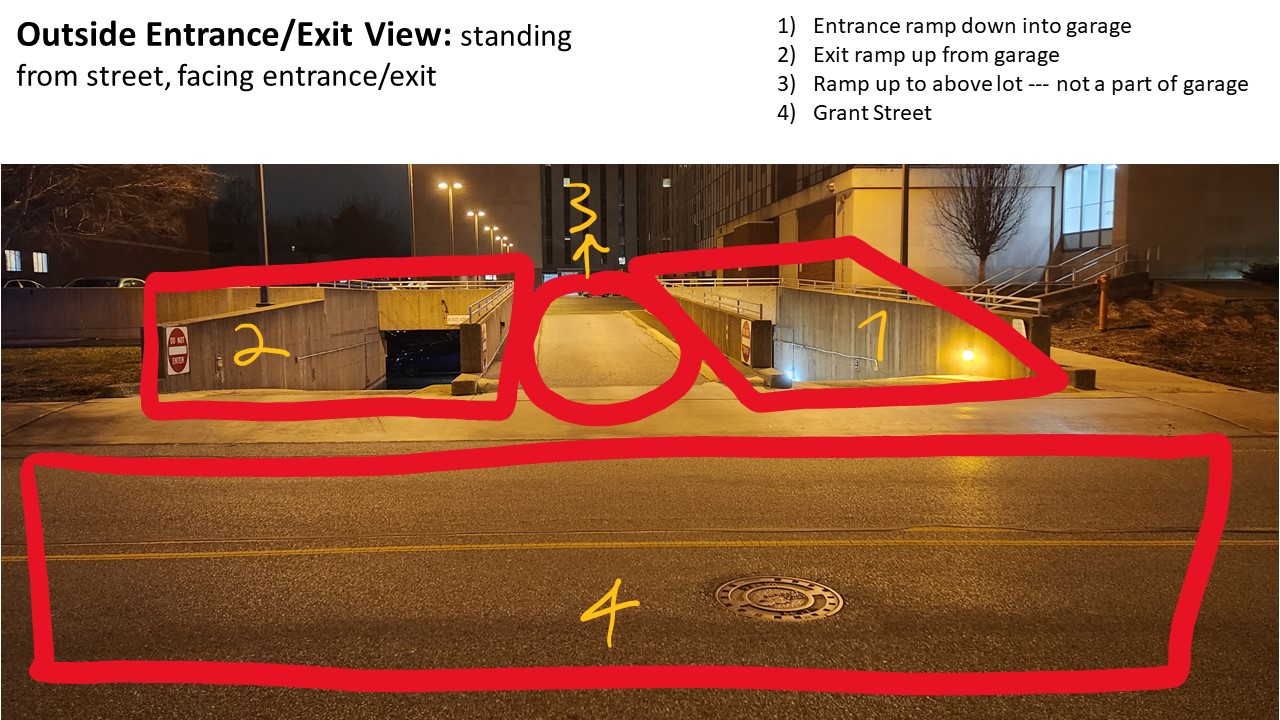 Outside Entrance/Exit View: standing
from street, facing entrance/exit
1) Entrance ramp down into garage
2) Exit ramp up from garage
3) Ramp up to above lot --- not a part of garage
4) Grant Street
3
2
1
DO NOT
ENTER
4